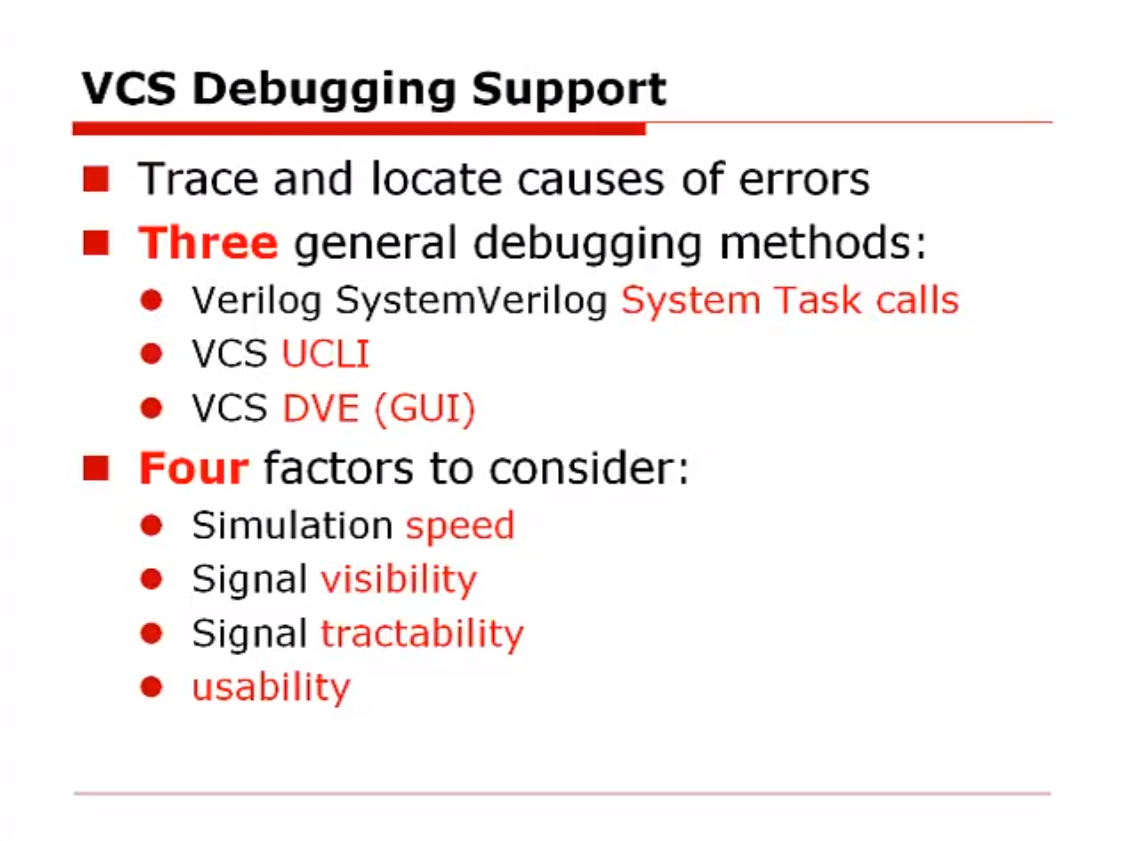 VCS Debugging Support
Trace and locate causes of errors
Three general debugging methods:
Verilog SystemVerilog System Task calls
VCS UCLI
VCS DVE (GUI)
Four factors to consider:
Simulation speed
Signal visibility
Signal tractability
usability